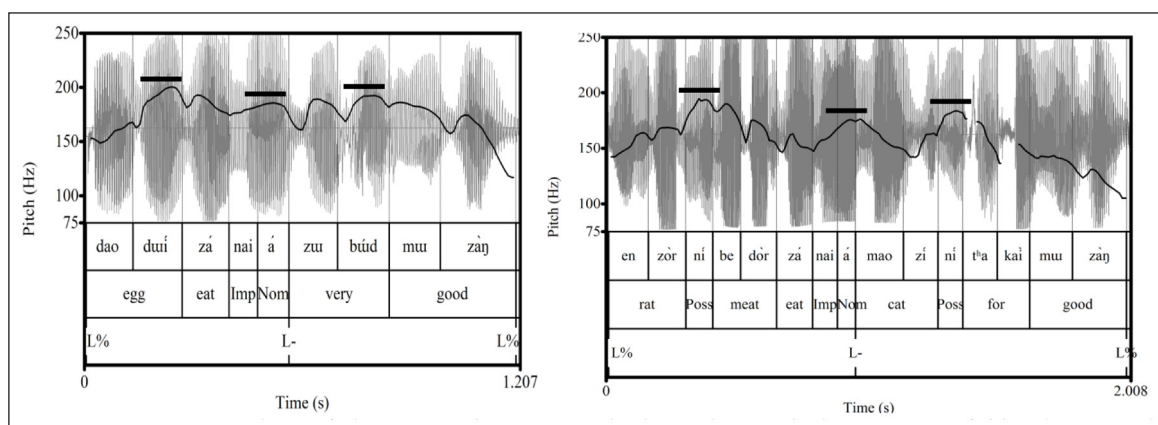 250
200
150
100
75
Pitch (Hz)
dao dɯí zá nai á zɯ bɯ́d mɯ zàŋ
egg eat Imp Nom very good
L% L- L%
0 1.207
Time (s)
250
200
150
100
75
Pitch (Hz)
en zòr ní be dòr zá nai á mao zí ní tʰa kaì mɯ zàŋ
rat Poss meat eat Imp Nom cat Poss for good
L% L- L%
0 2.008
Time (s)